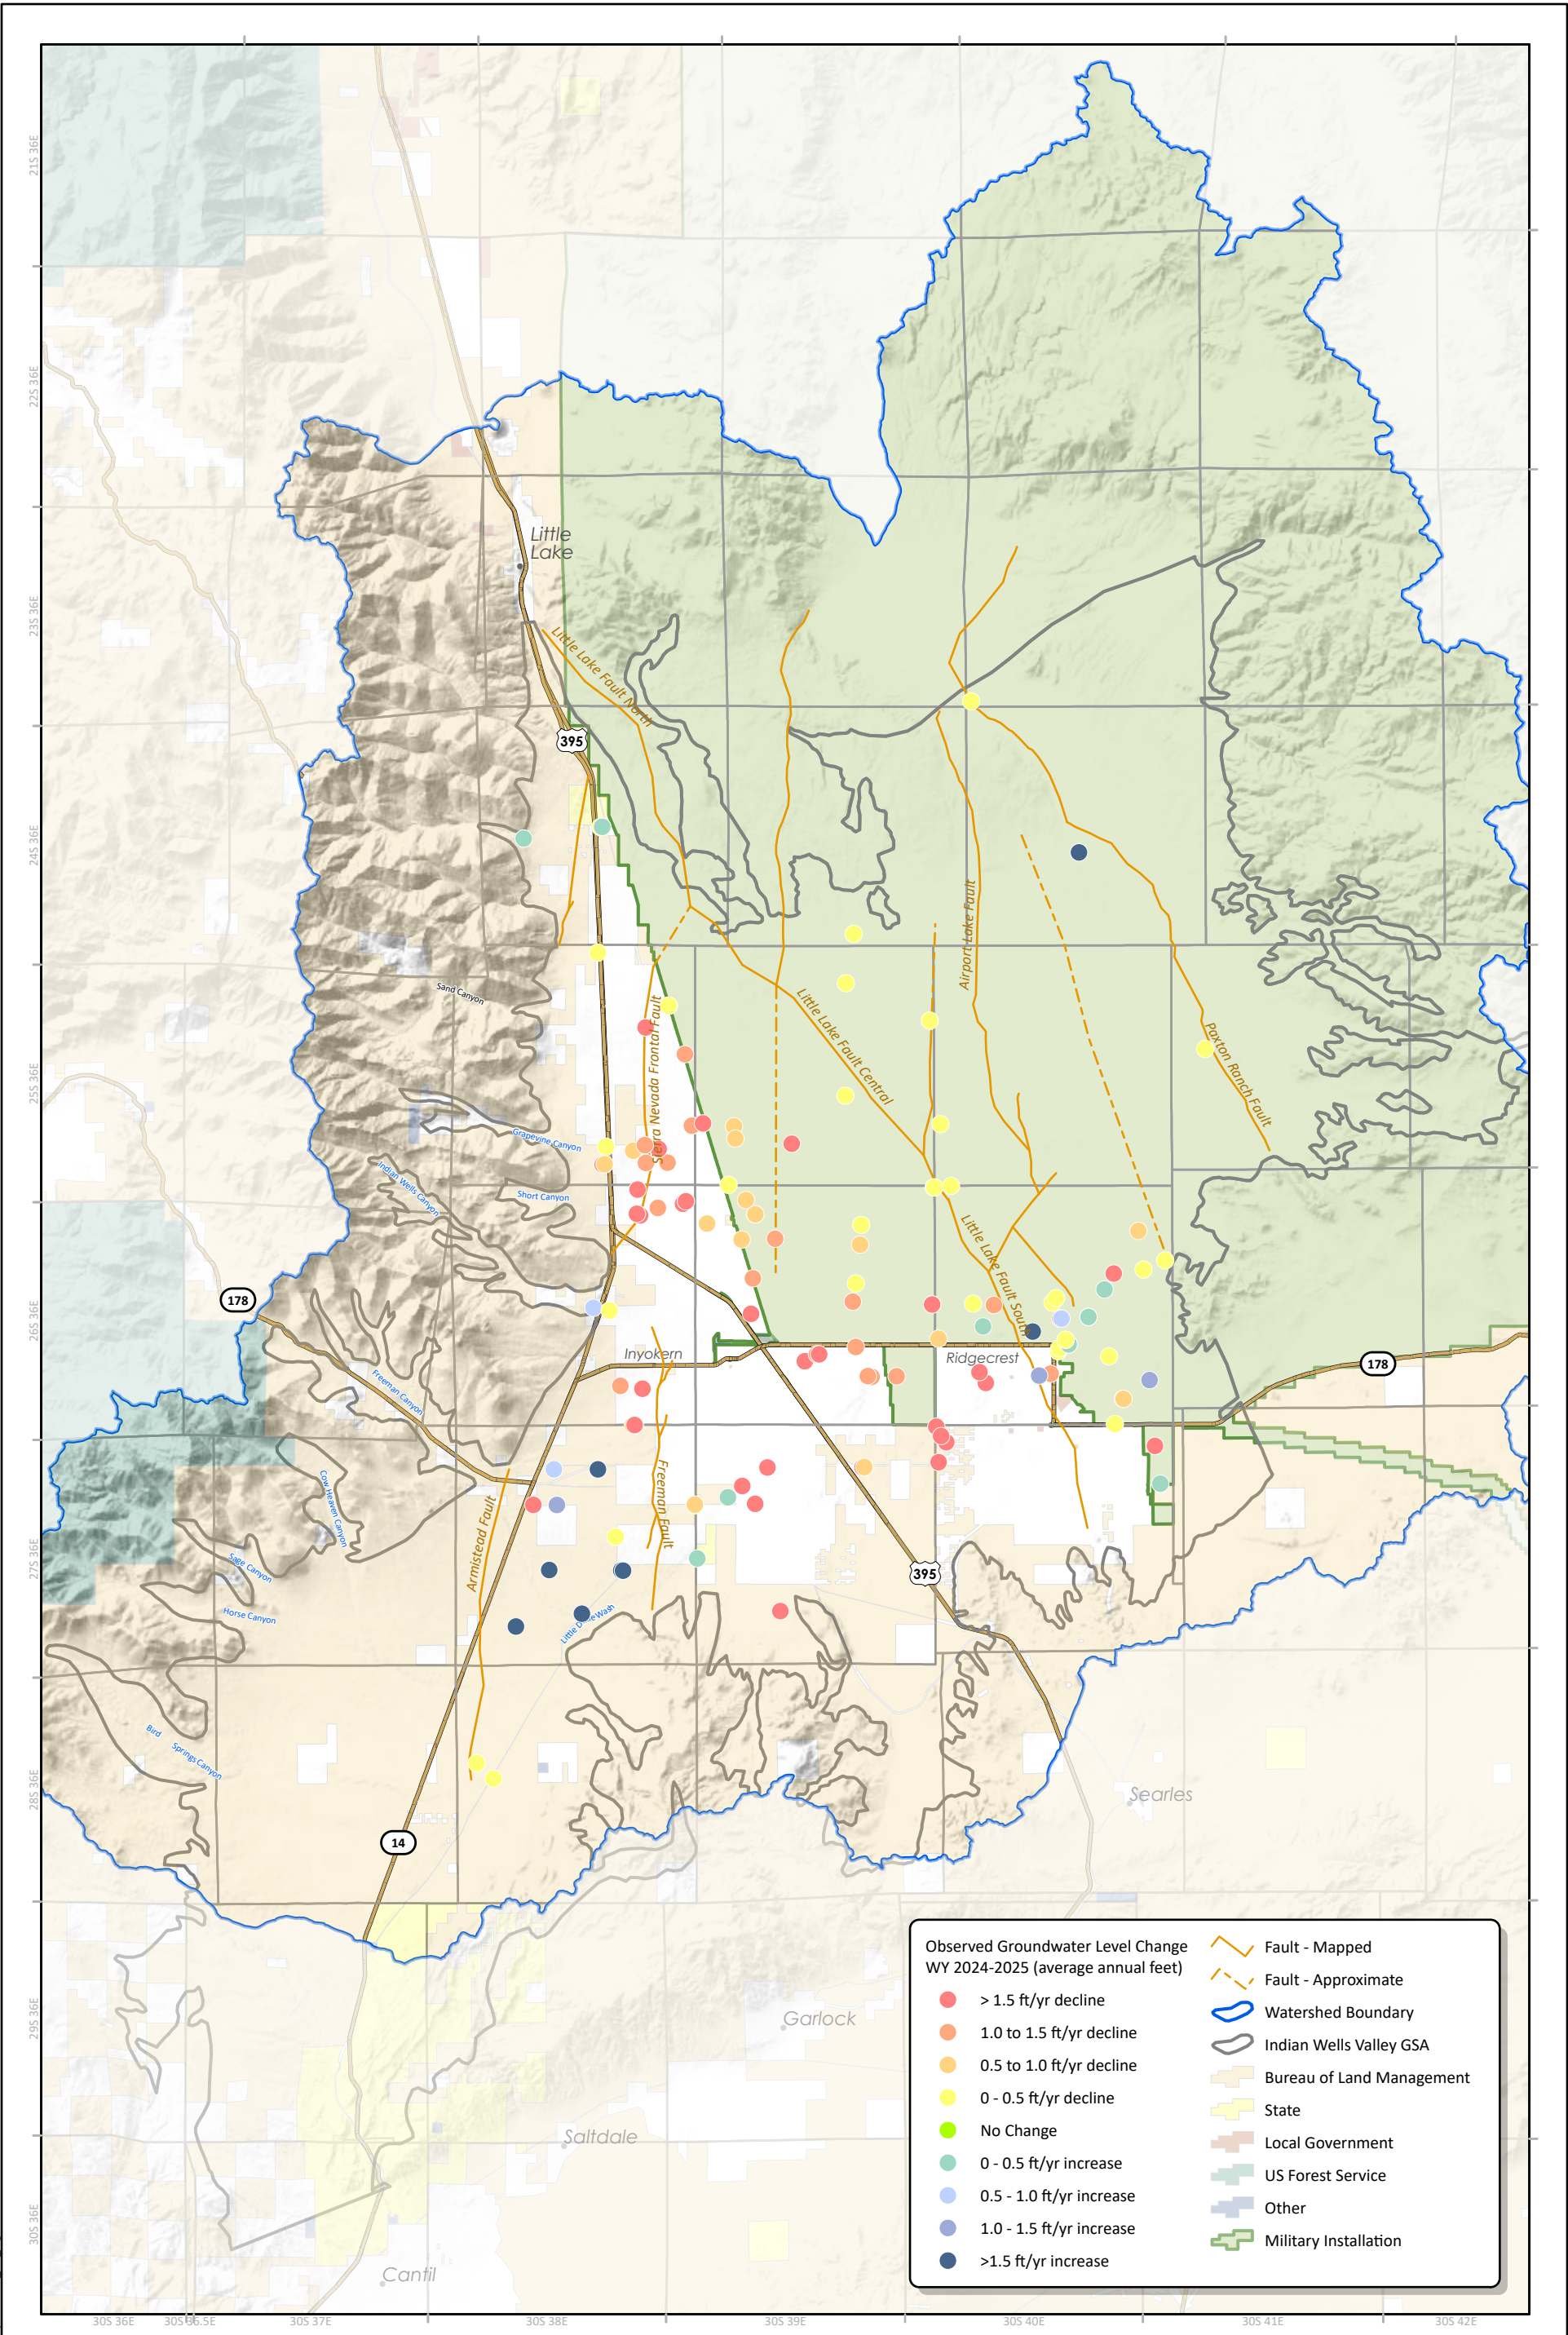 21S 36E
22S 36E
23S 36E
24S 36E
25S 36E
26S 36E
27S 36E
28S 36E
29S 36E
30S 36E
Little
Lake
Little Lake Fault North
395
Sand Canyon
Airport Lake Fault
Sierra Nevada Frontal Fault
Little Lake Fault Central
Paxton Ranch Fault
Grapevine Canyon
Indian Wells Canyon
Short Canyon
Little Lake Fault South
178
Inyokern
Ridgecrest
178
Freeman Canyon
Cow Heaven Canyon
Armistead Fault
Freeman Fault
Sage Canyon
Horse Canyon
395
Bird
Springs Canyon
Searles
14
Garlock
Saltdale
Cantil
Observed Groundwater Level Change
WY 2024-2025 (average annual feet)
> 1.5 ft/yr decline
1.0 to 1.5 ft/yr decline
0.5 to 1.0 ft/yr decline
0 - 0.5 ft/yr decline
No Change
0 - 0.5 ft/yr increase
0.5 - 1.0 ft/yr increase
1.0 - 1.5 ft/yr increase
>1.5 ft/yr increase
Fault - Mapped
Fault - Approximate
Watershed Boundary
Indian Wells Valley GSA
Bureau of Land Management
State
Local Government
US Forest Service
Other
Military Installation
30S 36E
30S 36.5E
30S 37E
30S 38E
30S 39E
30S 40E
30S 41E
30S 42E